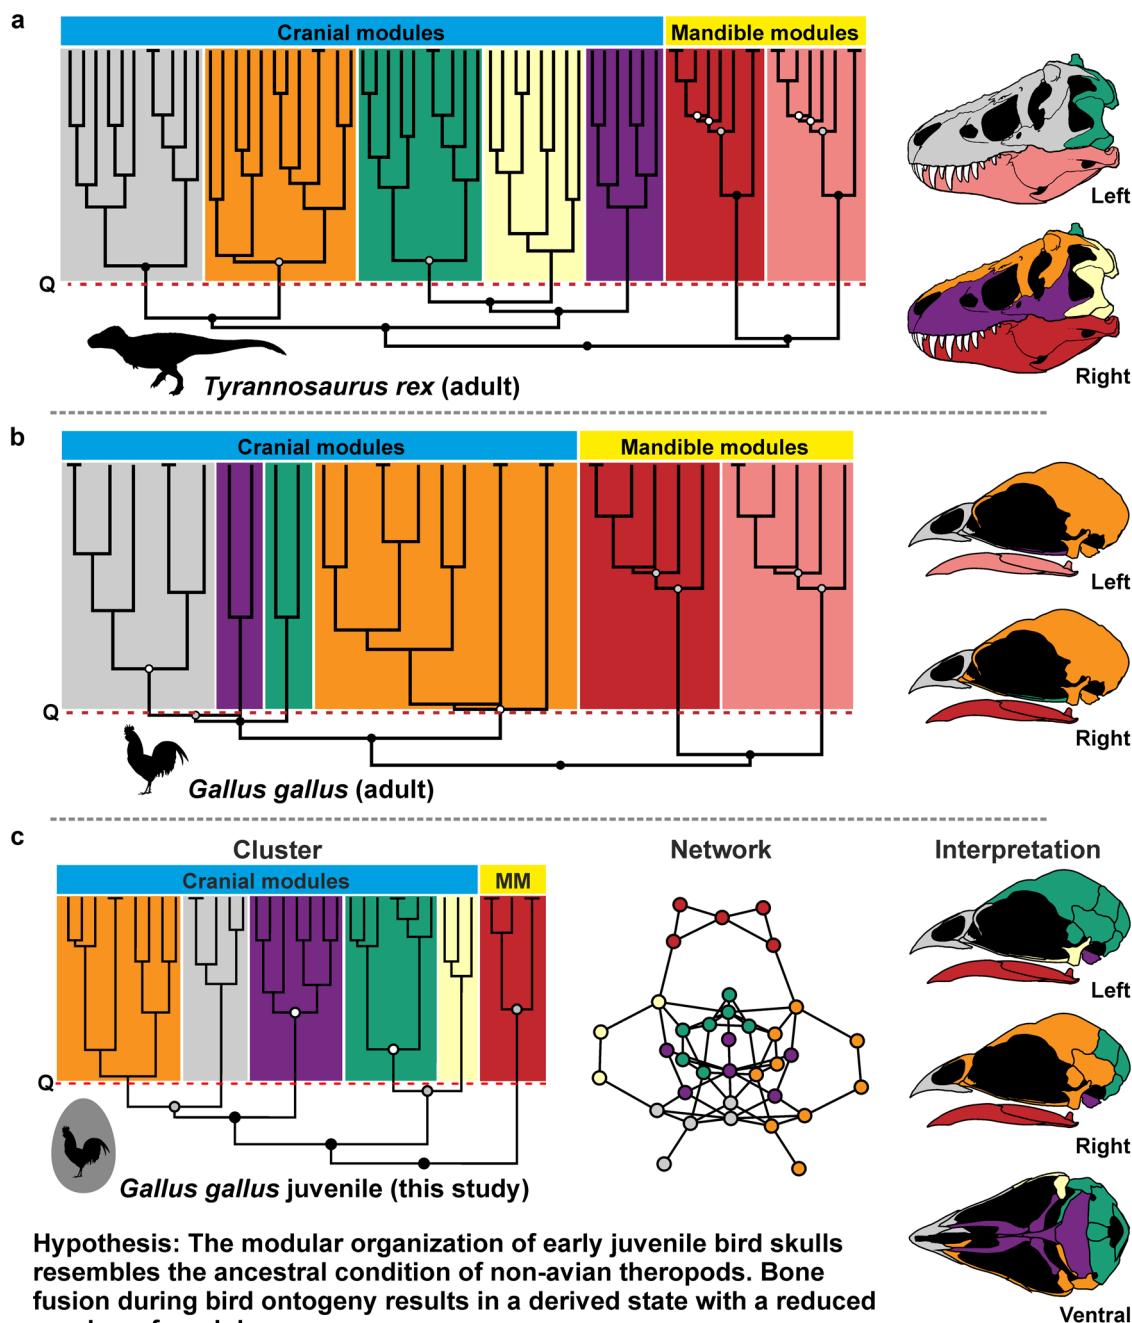 a
Cranial modules
Mandible modules
Left
Right
Q
Tyrannosaurus rex (adult)
b
Cranial modules
Mandible modules
Left
Right
Q
Gallus gallus (adult)
c
Cluster
Network
Interpretation
Cranial modules
MM
Left
Q
Right
Gallus gallus juvenile (this study)
Hypothesis: The modular organization of early juvenile bird skulls
resembles the ancestral condition of non-avian theropods. Bone
fusion during bird ontogeny results in a derived state with a reduced
Ventral